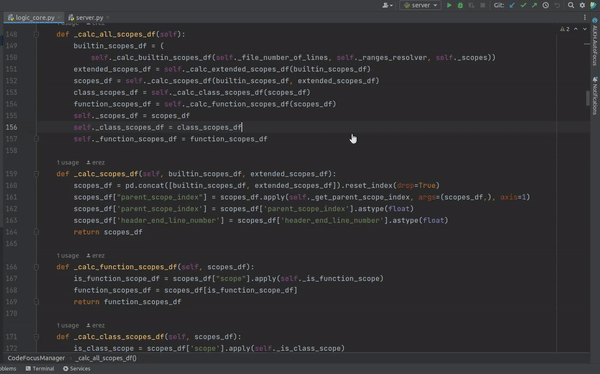 server
Git:
logic_core.py
server.py
1 usage erez
2
148 def _calc_all_scopes_df(self):
149 builtin_scopes_df = (
150 self._calc_builtin_scopes_df(self._file_number_of_lines, self._ranges_resolver, self._scopes))
151 extended_scopes_df = self._calc_extended_scopes_df(builtin_scopes_df)
152 scopes_df = self._calc_scopes_df(builtin_scopes_df, extended_scopes_df)
153 class_scopes_df = self._calc_class_scopes_df(scopes_df)
154 function_scopes_df = self._calc_function_scopes_df(scopes_df)
155 self._scopes_df = scopes_df
156 self._class_scopes_df = class_scopes_df
157 self._function_scopes_df = function_scopes_df
158
1 usage erez
159 def _calc_scopes_df(self, builtin_scopes_df, extended_scopes_df):
160 scopes_df = pd.concat([builtin_scopes_df, extended_scopes_df]).reset_index(drop=True)
161 scopes_df["parent_scope_index"] = scopes_df.apply(self._get_parent_scope_index, args=(scopes_df,), axis=1)
162 scopes_df['parent_scope_index'] = scopes_df['parent_scope_index'].astype(float)
163 scopes_df['header_end_line_number'] = scopes_df['header_end_line_number'].astype(float)
164 return scopes_df
165
1 usage erez
166 def _calc_function_scopes_df(self, scopes_df):
167 is_function_scope_df = scopes_df["scope"].apply(self._is_function_scope)
168 function_scopes_df = scopes_df[is_function_scope_df]
169 return function_scopes_df
170
1 usage erez
171 def _calc_class_scopes_df(self, scopes_df):
172 is_class_scope = scopes_df['scope'].apply(self._is_class_scope)
CodeFocusManager > _calc_all_scopes_df()
oblems Terminal Services
Notifications